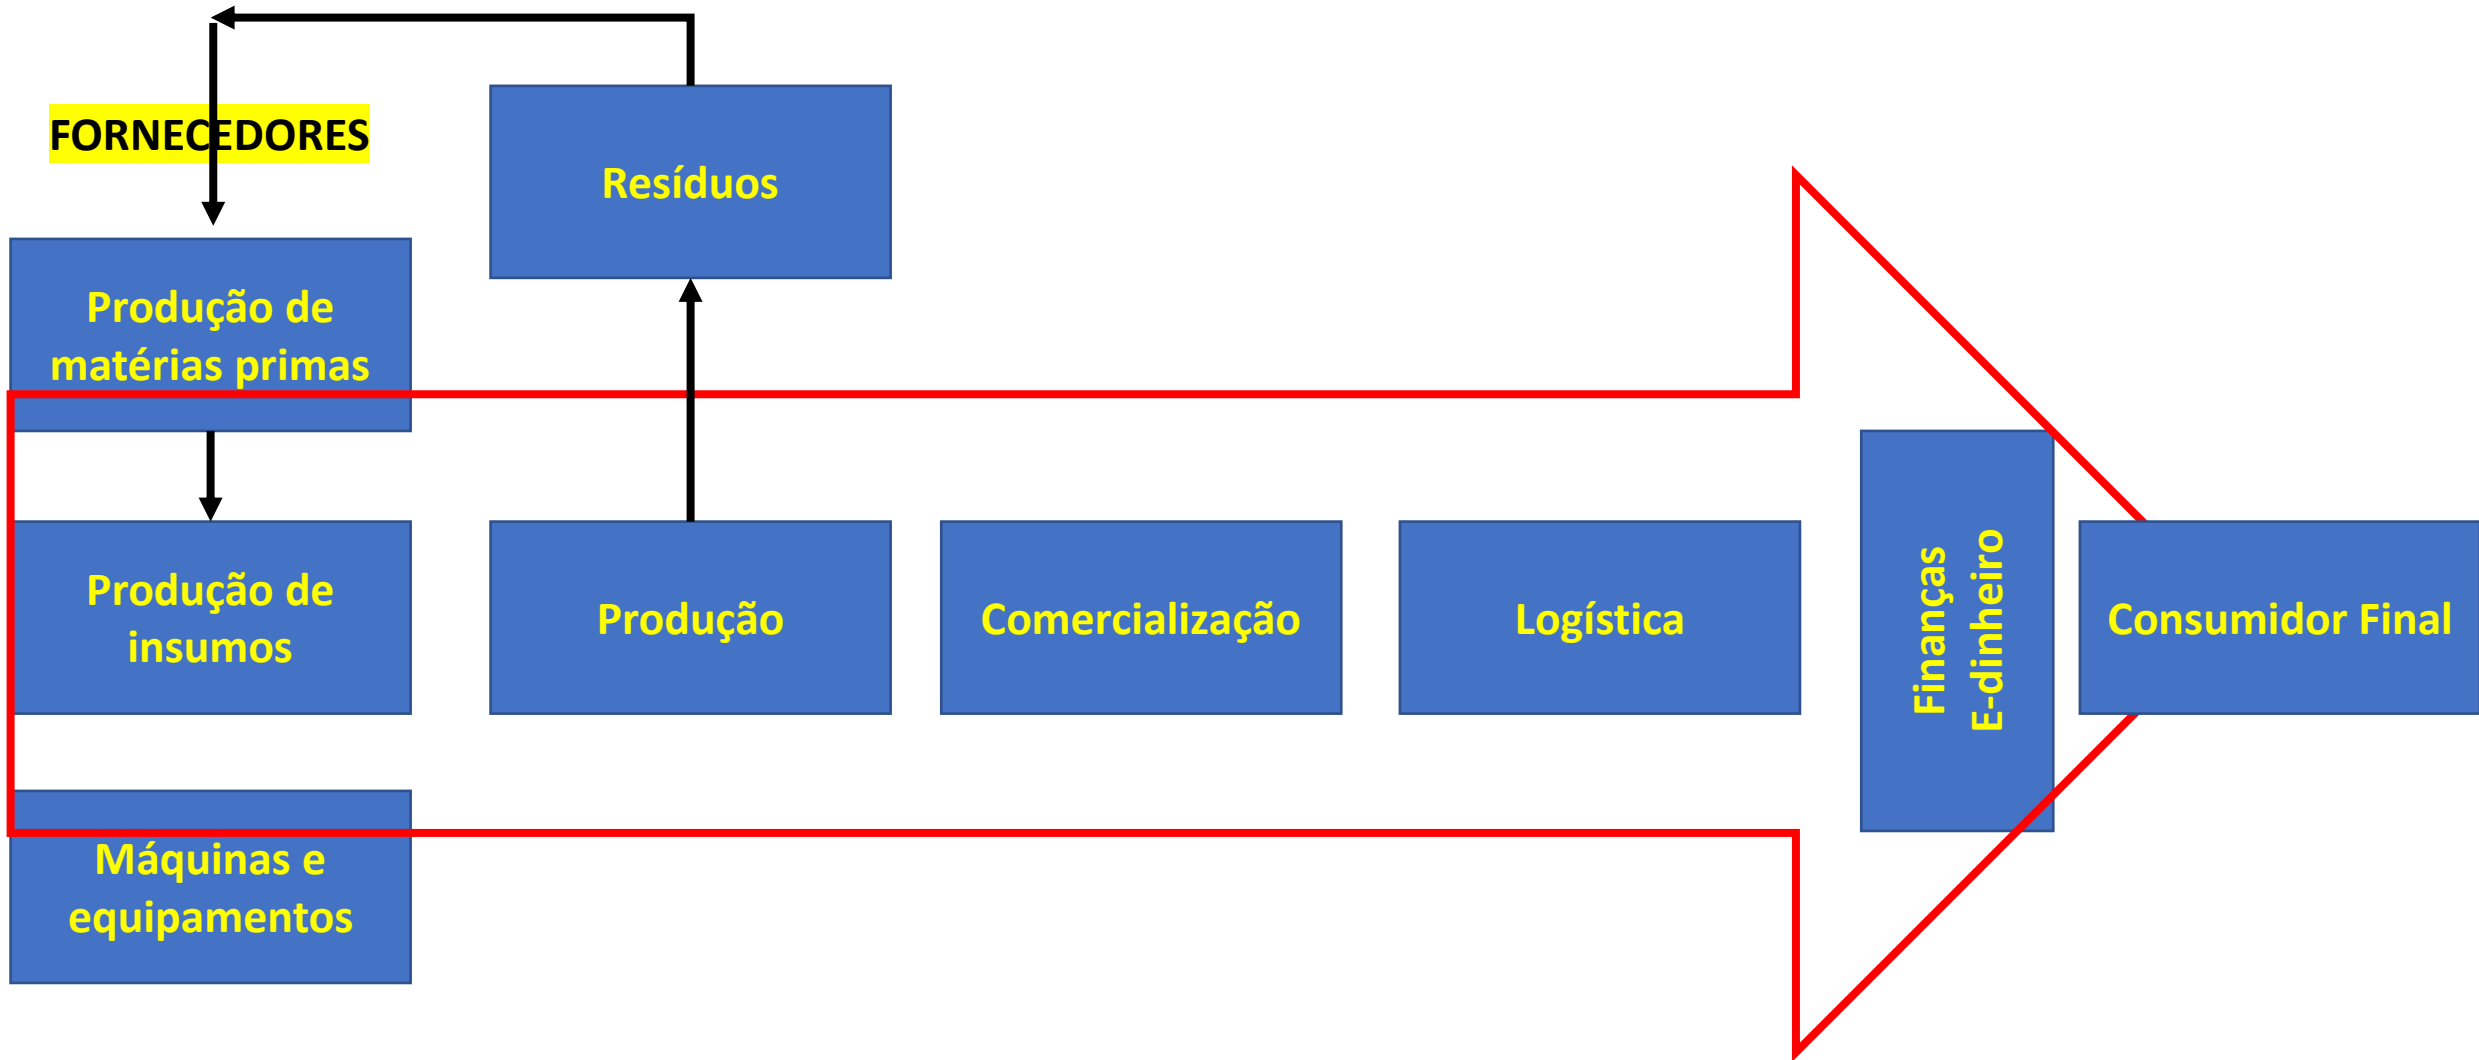 FORNECEDORES
Resíduos
Produção de
matérias primas
Produção de
insumos
Produção
Comercialização
Logística
Finanças
E-dinheiro
Consumidor Final
Máquinas e
equipamentos